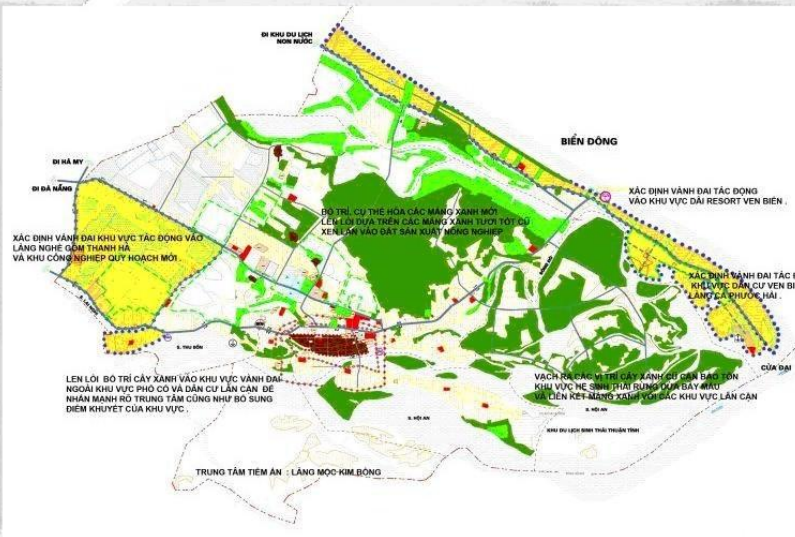 ĐI KHU DU LỊCH
NON NƯỚC
BIỂN ĐÔNG
ĐI HÀ MY
ĐI ĐÀ NẴNG
XÁC ĐỊNH VÀNH ĐAI TÁC ĐỘNG
VÀO KHU VỰC DẢI RESORT VEN BIỂN .
BỐ TRÍ, CỤ THỂ HÓA CÁC MẢNG XANH MỚI
LEN LỎI DỰA TRÊN CÁC MẢNG XANH TƯƠI TỐT CŨ
XEN LẪN VÀO ĐẤT SẢN XUẤT NÔNG NGHIỆP
XÁC ĐỊNH VÀNH ĐAI KHU VỰC TÁC ĐỘNG VÀO
LÀNG NGHỀ GỐM THANH HÀ
VÀ KHU CÔNG NGHIỆP QUY HOẠCH MỚI .
XÁC ĐỊNH VÀNH ĐAI TÁC Đ
KHU VỰC DÂN CƯ VEN BI
LÀNG CÁ PHƯỚC HẢI .
S. THU BỒN
CỬA ĐẠI
LEN LỎI BỐ TRÍ CÂY XANH VÀO KHU VỰC VÀNH ĐAI
NGOÀI KHU VỰC PHỐ CỔ VÀ DÂN CƯ LÂN CẬN ĐỂ
NHẤN MẠNH RÕ TRUNG TÂM CŨNG NHƯ BỔ SUNG
ĐIỂM KHUYẾT CỦA KHU VỰC .
VẠCH RA CÁC VỊ TRÍ CÂY XANH CŨ CẦN BẢO TỒN
KHU VỰC HỆ SINH THÁI RỪNG DỪA BẢY MẪU
VÀ LIÊN KẾT MẢNG XANH VỚI CÁC KHU VỰC LÂN CẬN
S. HỘI AN
S. HỘI AN
KHU DU LỊCH SINH THÁI THUẬN TÌNH
TRUNG TÂM TIỀM ẨN : LÀNG MỘC KIM BỒNG